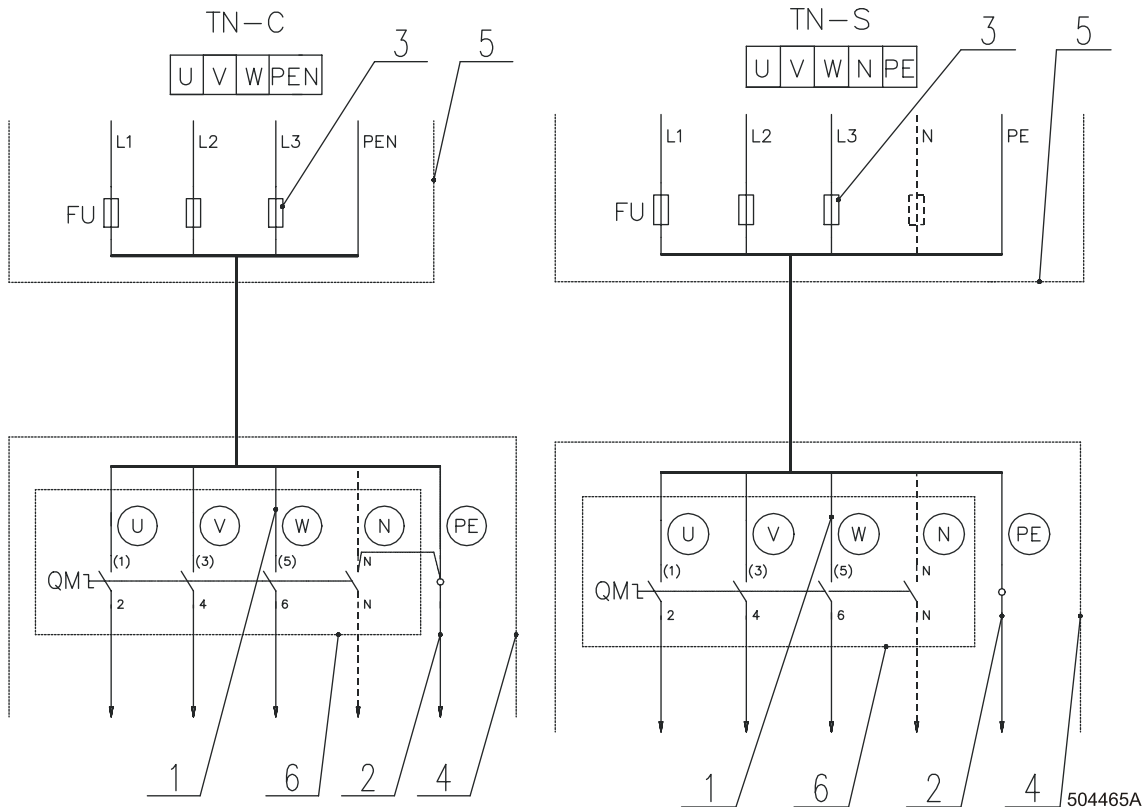 TN-C
U V W PEN
3
5
L1 L2 L3 PEN
FU
U V W N PE
(1) (3) (5) N
QM
2 4 6 N
1 6 2 4
TN-S
U V W N PE
3
5
L1 L2 L3 N PE
FU
U V W N PE
(1) (3) (5) N
QM
2 4 6 N
1 6 2 4
504465A